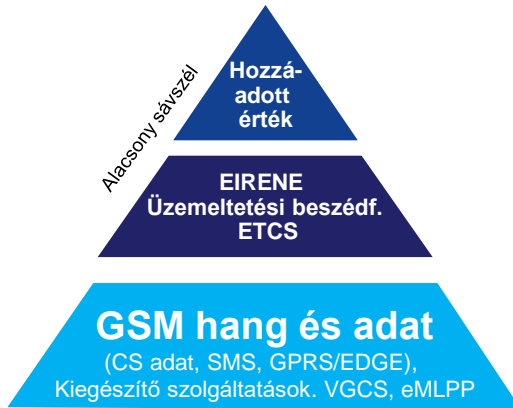 Hozzá-
adott
érték
Alacsony sávszél
EIRENE
Üzemeltetési beszédf.
ETCS
GSM hang és adat
(CS adat, SMS, GPRS/EDGE),
Kiegészítő szolgáltatások. VGCS, eMLPP